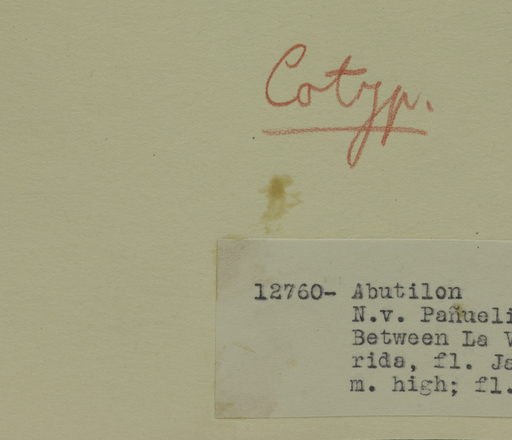 Cotyp.
12760- Abutilon
N.v. Pañueli
Between La V
rida, fl. Ja
m. high; fl.